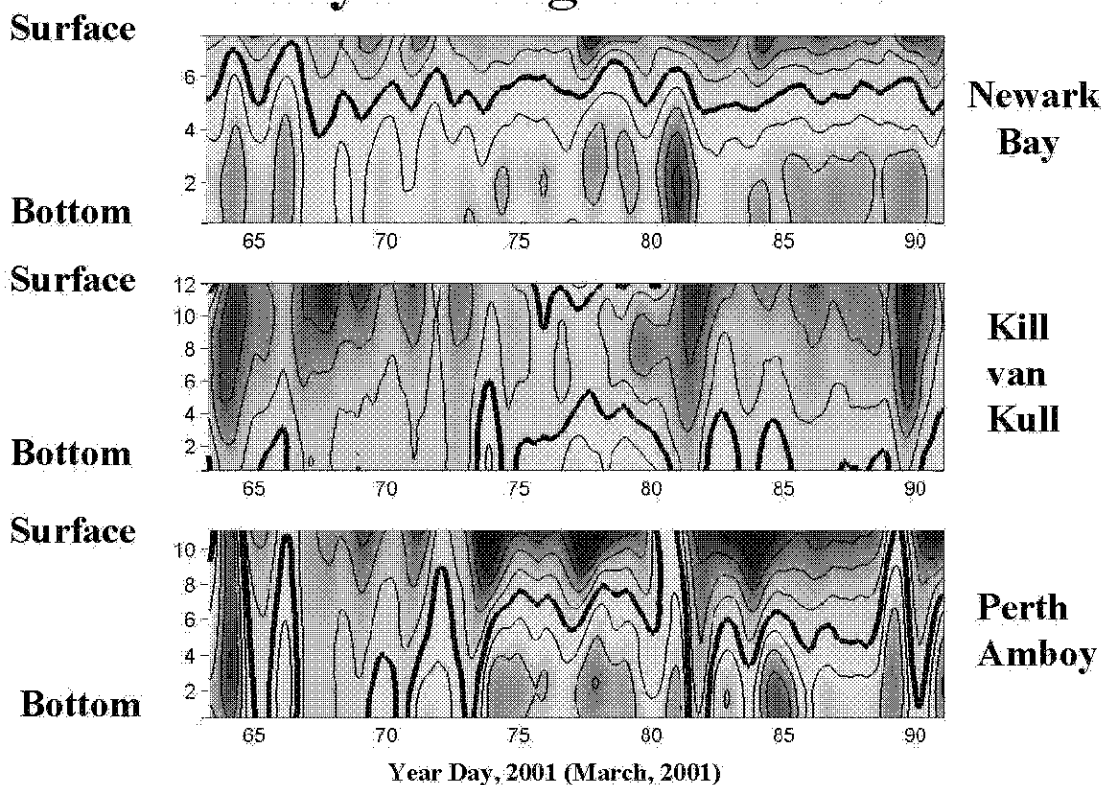 Surface
6
4
2
Bottom
Newark
Bay
65 70 75 80 85 90
Surface
12
10
8
6
4
2
Bottom
Kill
van
Kull
65 70 75 80 85 90
Surface
10
8
6
4
2
Bottom
Perth
Amboy
65 70 75 80 85 90
Year Day, 2001 (March, 2001)